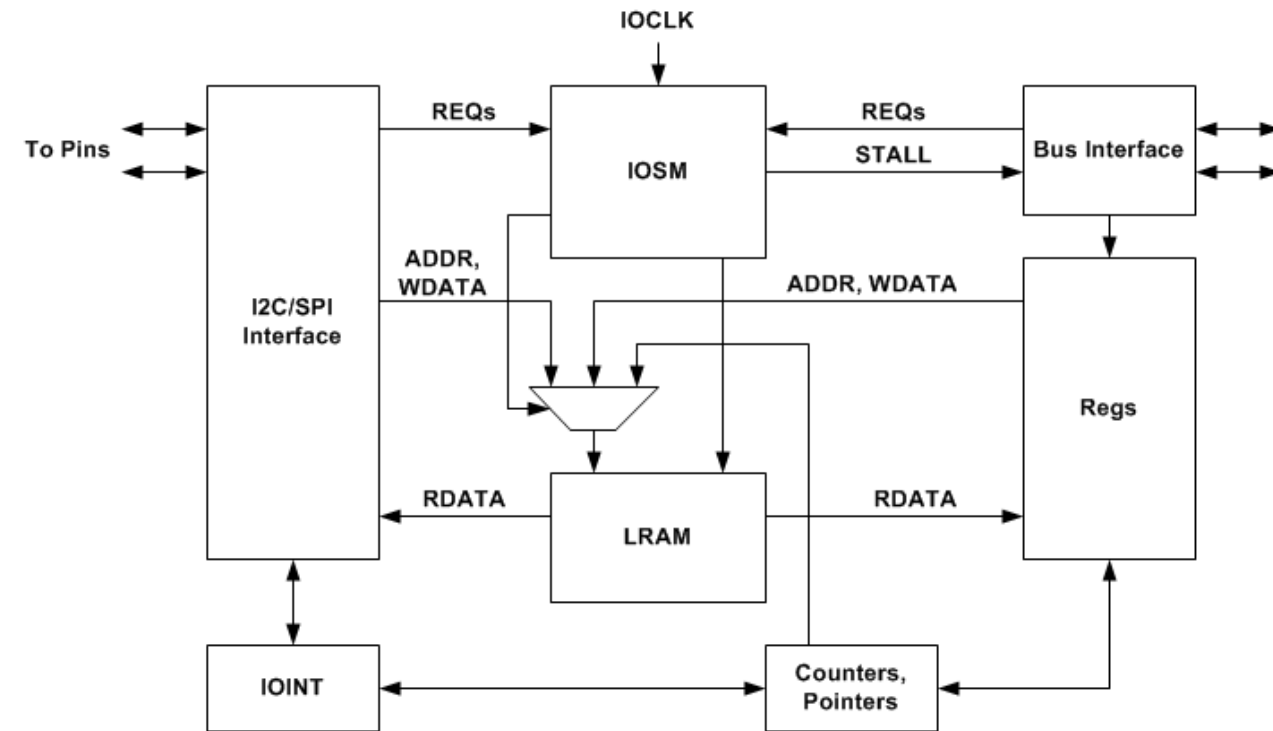 IOCLK
REQs
REQs
To Pins
IOSM
STALL
Bus Interface
ADDR,
WDATA
ADDR, WDATA
I2C/SPI
Interface
Regs
RDATA
RDATA
LRAM
IOINT
Counters,
Pointers